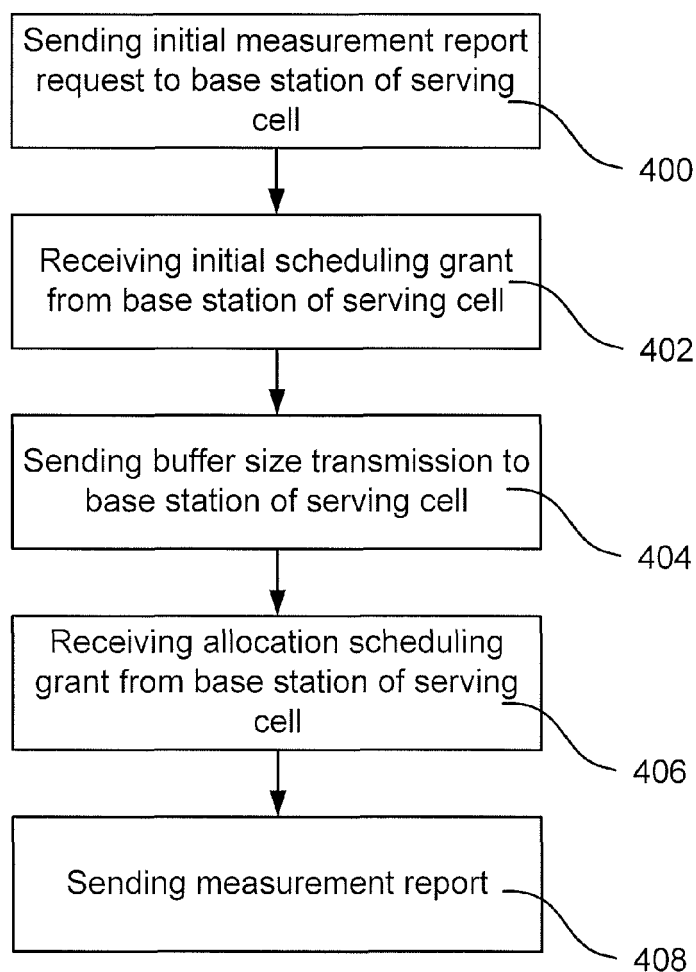 Sending initial measurement report
request to base station of serving
cell
400
Receiving initial scheduling grant
from base station of serving cell
402
Sending buffer size transmission to
base station of serving cell
404
Receiving allocation scheduling
grant from base station of serving
cell
406
Sending measurement report
408